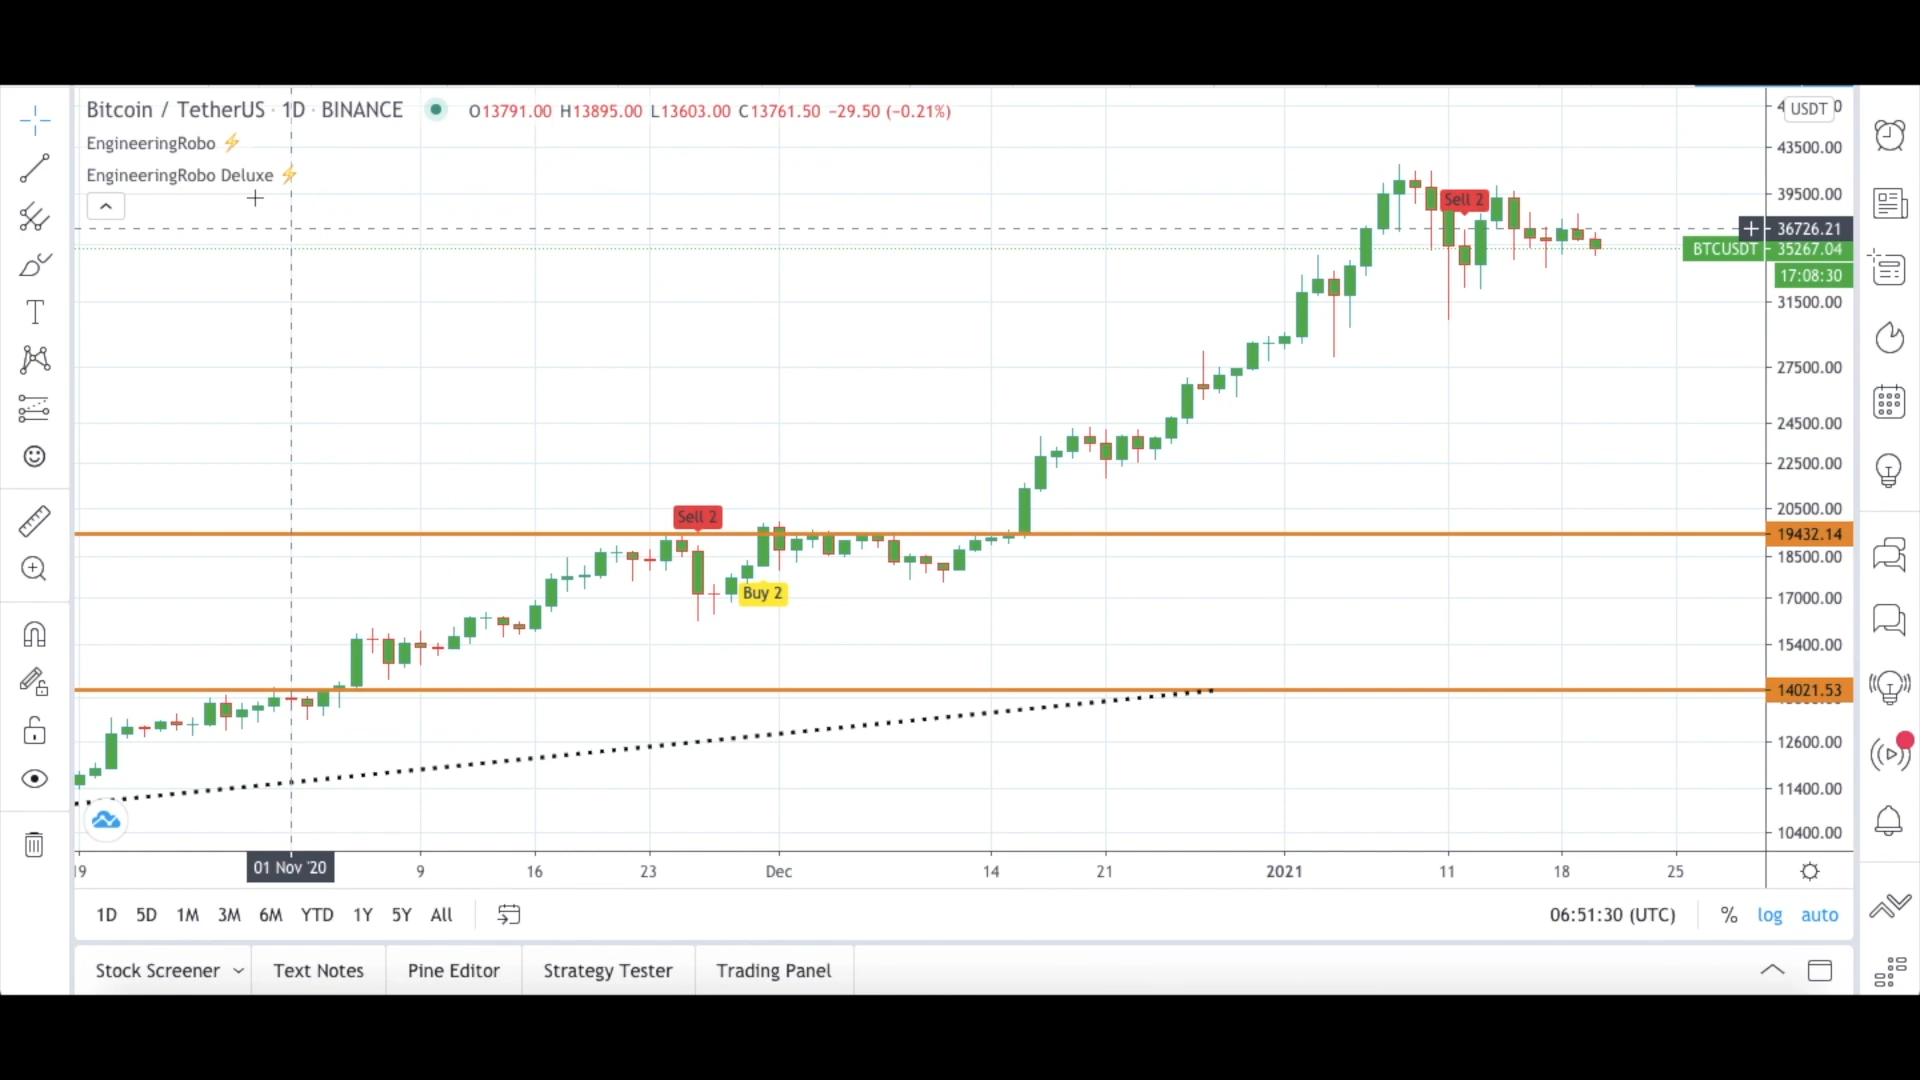 Bitcoin / TetherUS · 1D · BINANCE O13791.00 H13895.00 L13603.00 C13761.50 −29.50 (−0.21%)
EngineeringRobo
EngineeringRobo Deluxe
USDT
43500.00
39500.00
Sell 2
36726.21
BTCUSDT 35267.04
17:08:30
31500.00
27500.00
24500.00
22500.00
20500.00
Sell 2
19432.14
18500.00
Buy 2
17000.00
15400.00
14021.53
12600.00
11400.00
10400.00
19 01 Nov '20 9 16 23 Dec 14 21 2021 11 18 25
1D 5D 1M 3M 6M YTD 1Y 5Y All 06:51:30 (UTC) % log auto
Stock Screener Text Notes Pine Editor Strategy Tester Trading Panel